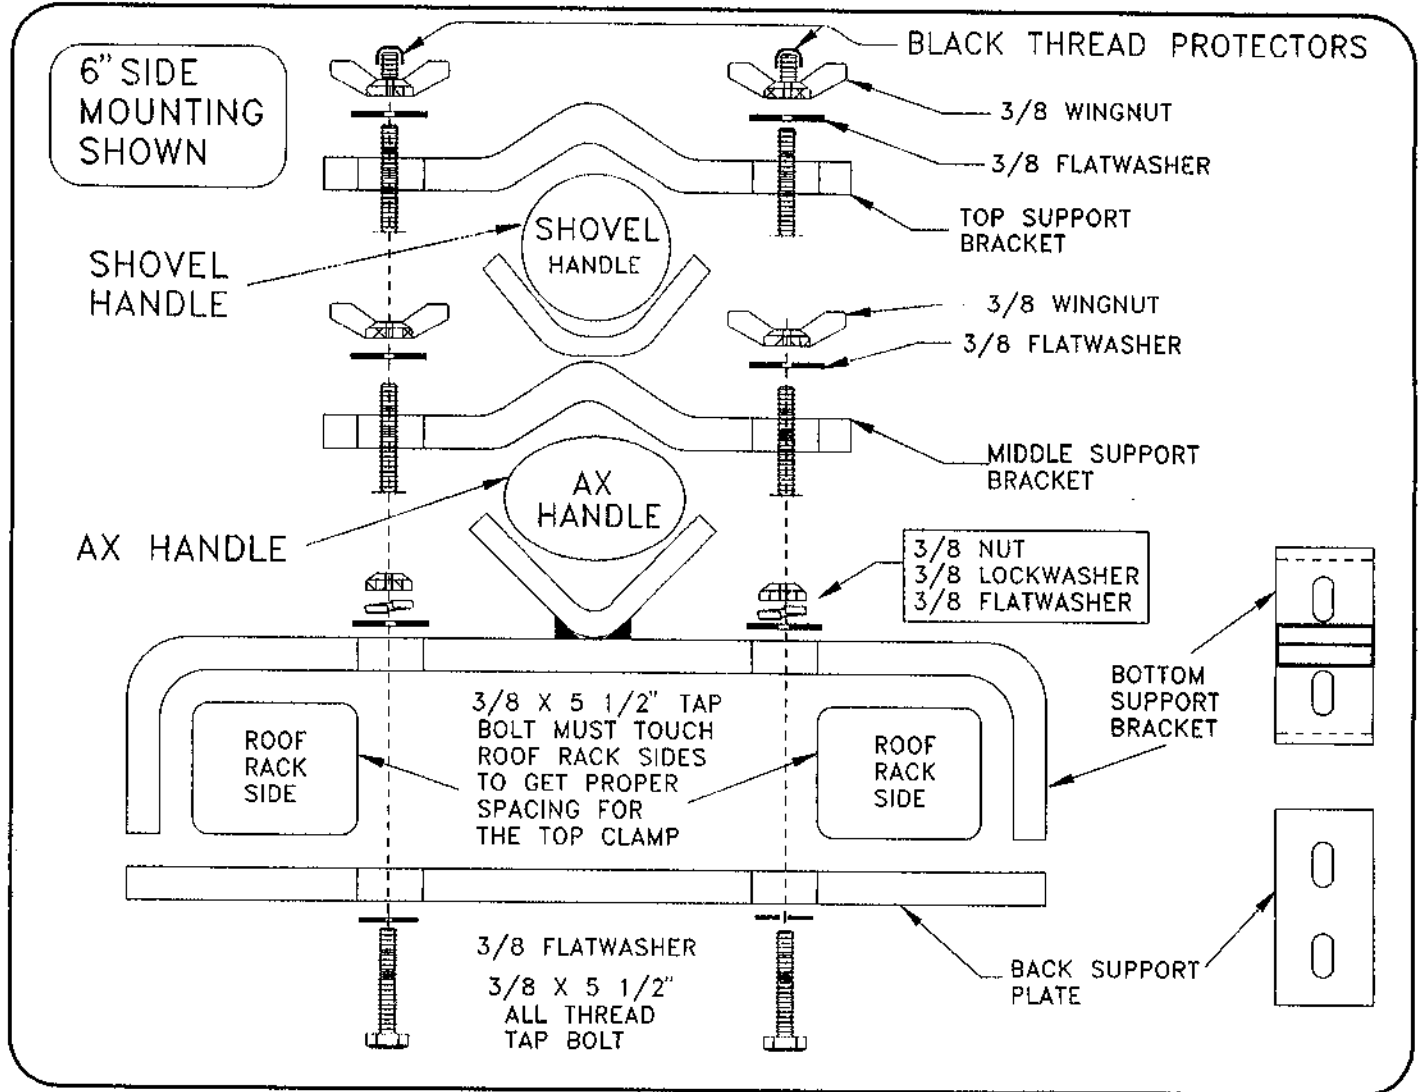 6" SIDE
MOUNTING
SHOWN
BLACK THREAD PROTECTORS
3/8 WINGNUT
3/8 FLATWASHER
TOP SUPPORT
BRACKET
SHOVEL
HANDLE
SHOVEL
HANDLE
3/8 WINGNUT
3/8 FLATWASHER
MIDDLE SUPPORT
BRACKET
AX
HANDLE
AX HANDLE
3/8 NUT
3/8 LOCKWASHER
3/8 FLATWASHER
BOTTOM
SUPPORT
BRACKET
3/8 X 5 1/2" TAP
BOLT MUST TOUCH
ROOF RACK SIDES
TO GET PROPER
SPACING FOR
THE TOP CLAMP
ROOF
RACK
SIDE
ROOF
RACK
SIDE
3/8 FLATWASHER
3/8 X 5 1/2"
ALL THREAD
TAP BOLT
BACK SUPPORT
PLATE